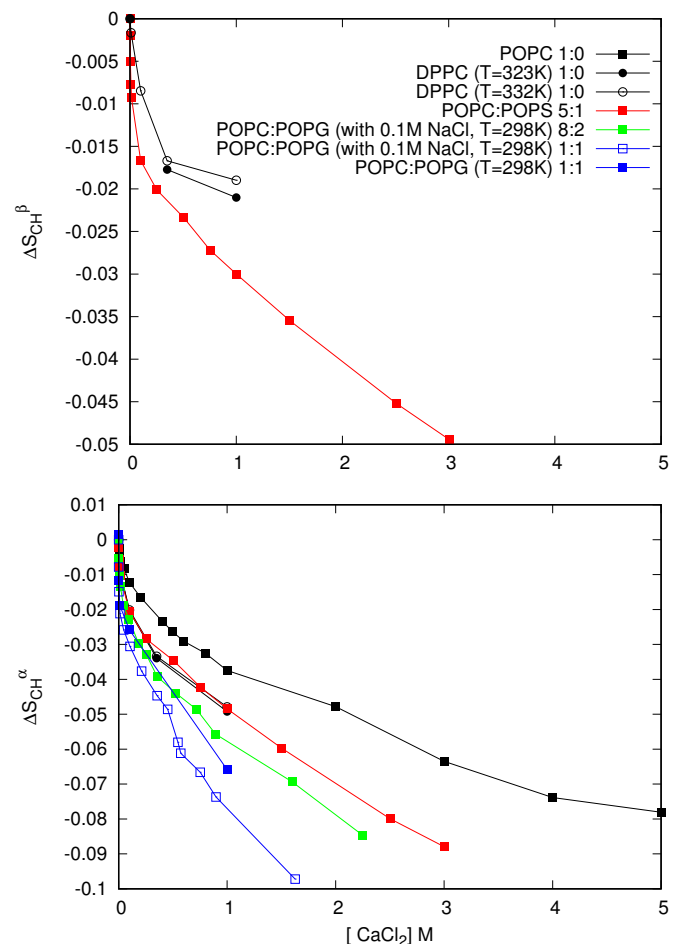 0
-0.005
-0.01
-0.015
-0.02
-0.025
-0.03
-0.035
-0.04
-0.045
-0.05
ΔS_CH^β
POPC 1:0
DPPC (T=323K) 1:0
DPPC (T=332K) 1:0
POPC:POPS 5:1
POPC:POPG (with 0.1M NaCl, T=298K) 8:2
POPC:POPG (with 0.1M NaCl, T=298K) 1:1
POPC:POPG (T=298K) 1:1
0 1 2 3 4 5
0.01
0
-0.01
-0.02
-0.03
-0.04
-0.05
-0.06
-0.07
-0.08
-0.09
-0.1
ΔS_CH^α
0 1 2 3 4 5
[ CaCl₂] M